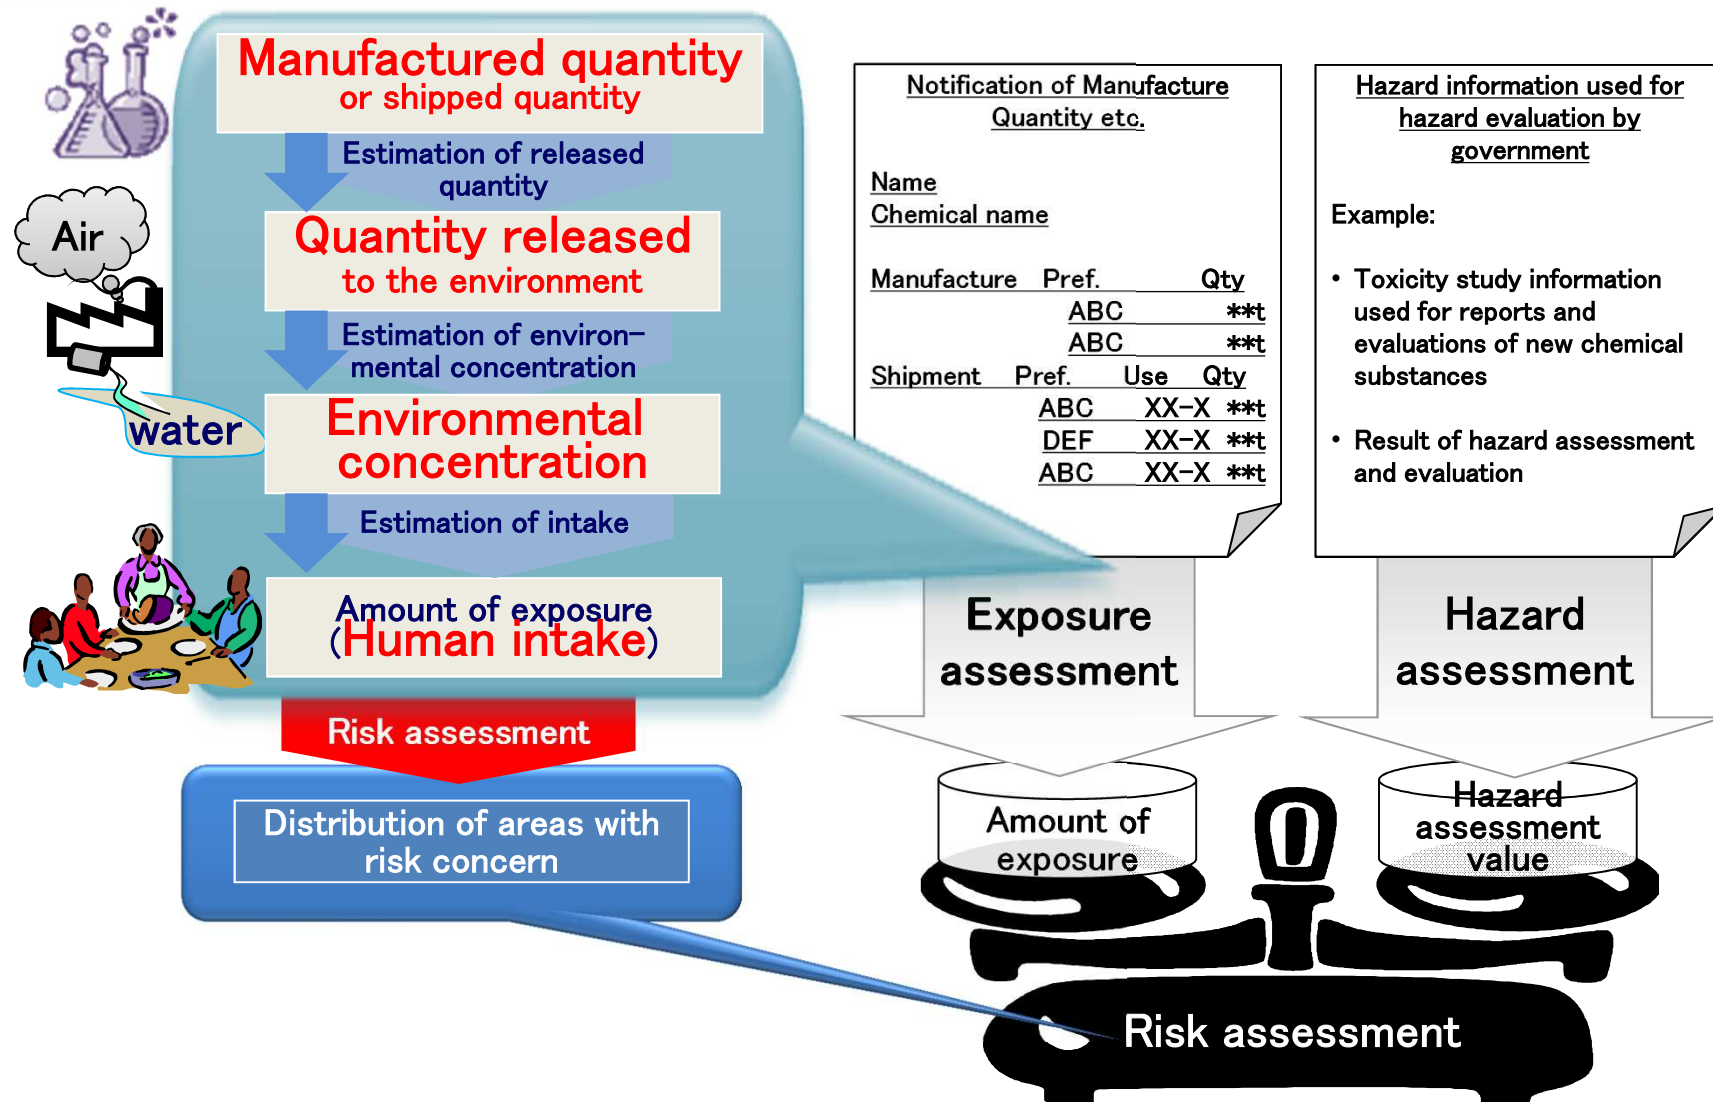 Manufactured quantity
or shipped quantity
Estimation of released
quantity
Air
Quantity released
to the environment
Estimation of environ-
mental concentration
water
Environmental
concentration
Estimation of intake
Amount of exposure
(Human intake)
Risk assessment
Distribution of areas with
risk concern
Notification of Manufacture
Quantity etc.
Name
Chemical name
Manufacture Pref. Qty
ABC **t
ABC **t
Shipment Pref. Use Qty
ABC XX-X **t
DEF XX-X **t
ABC XX-X **t
Hazard information used for
hazard evaluation by
government
Example:
• Toxicity study information
used for reports and
evaluations of new chemical
substances
• Result of hazard assessment
and evaluation
Exposure
assessment
Hazard
assessment
Amount of
exposure
Hazard
assessment
value
Risk assessment